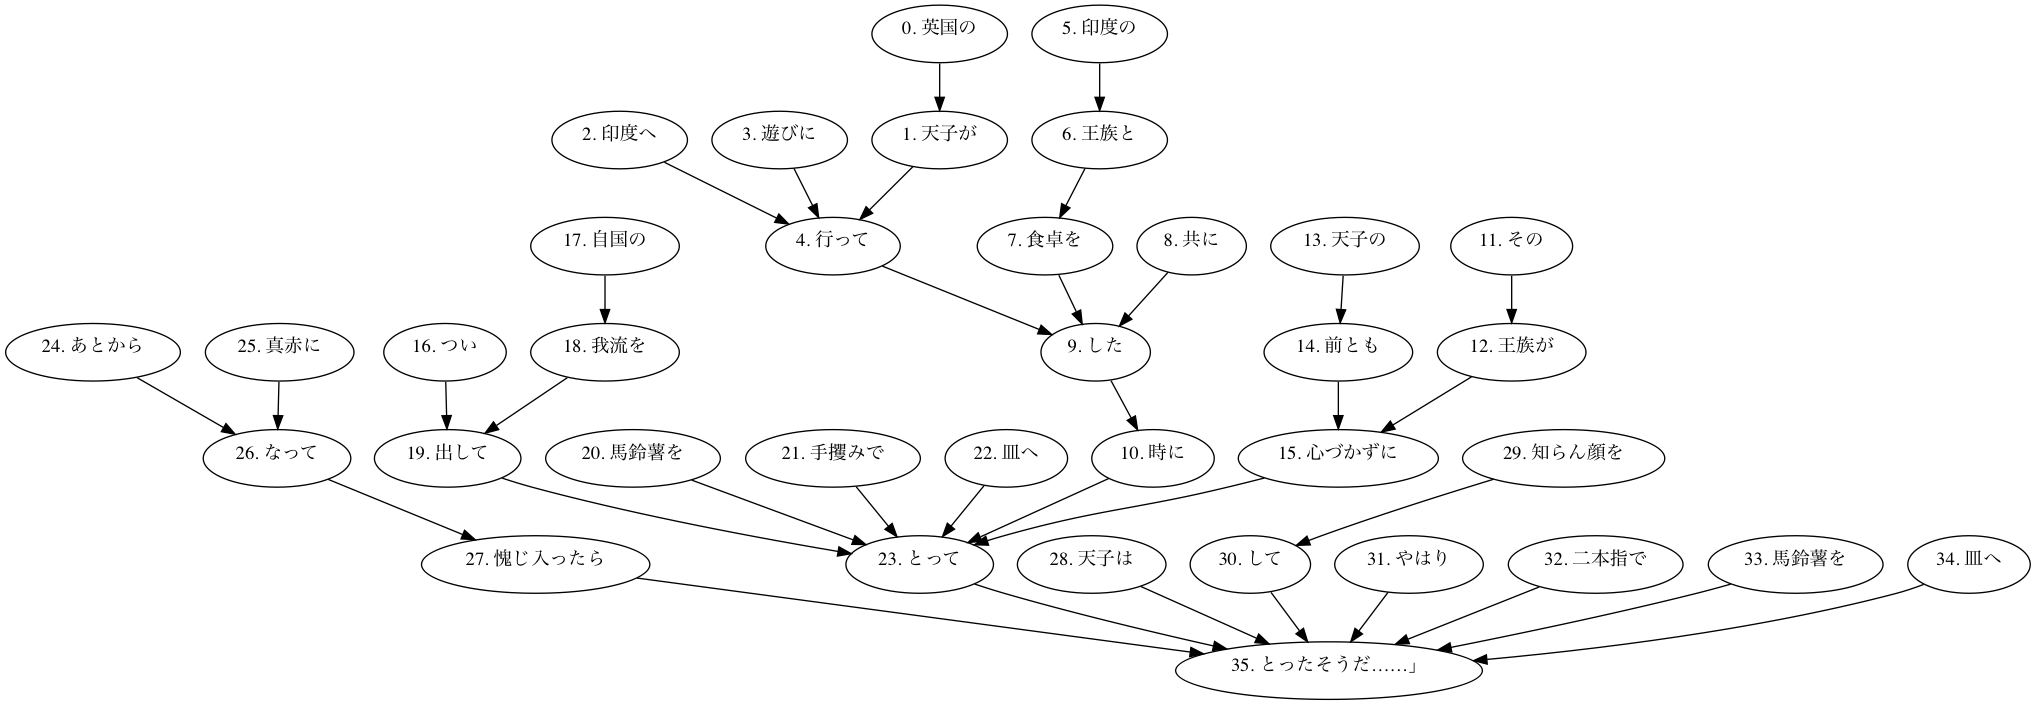 0. 英国の
5. 印度の
2. 印度へ
3. 遊びに
1. 天子が
6. 王族と
17. 自国の
4. 行って
7. 食卓を
8. 共に
13. 天子の
11. その
24. あとから
25. 真赤に
16. つい
18. 我流を
9. した
14. 前とも
12. 王族が
26. なって
19. 出して
20. 馬鈴薯を
21. 手攫みで
22. 皿へ
10. 時に
15. 心づかずに
29. 知らん顔を
27. 愧じ入ったら
23. とって
28. 天子は
30. して
31. やはり
32. 二本指で
33. 馬鈴薯を
34. 皿へ
35. とったそうだ……」